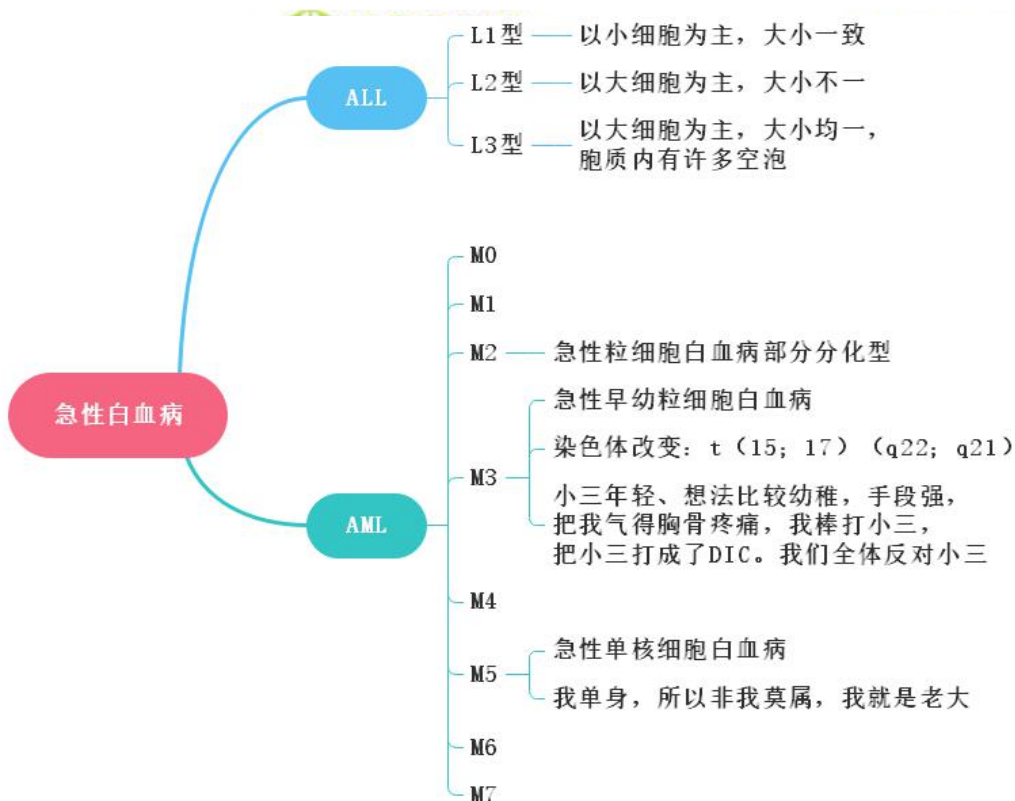 ALL
L1型
以小细胞为主，大小一致
L2型
以大细胞为主，大小不一
L3型
以大细胞为主，大小均一，
胞质内有许多空泡
急性白血病
AML
M0
M1
M2
急性粒细胞白血病部分分化型
M3
急性早幼粒细胞白血病
染色体改变：t（15；17）（q22；q21）
小三年轻、想法比较幼稚，手段强，
把我气得胸骨疼痛，我棒打小三，
把小三打成了DIC。我们全体反对小三
M4
M5
急性单核细胞白血病
我单身，所以非我莫属，我就是老大
M6
M7